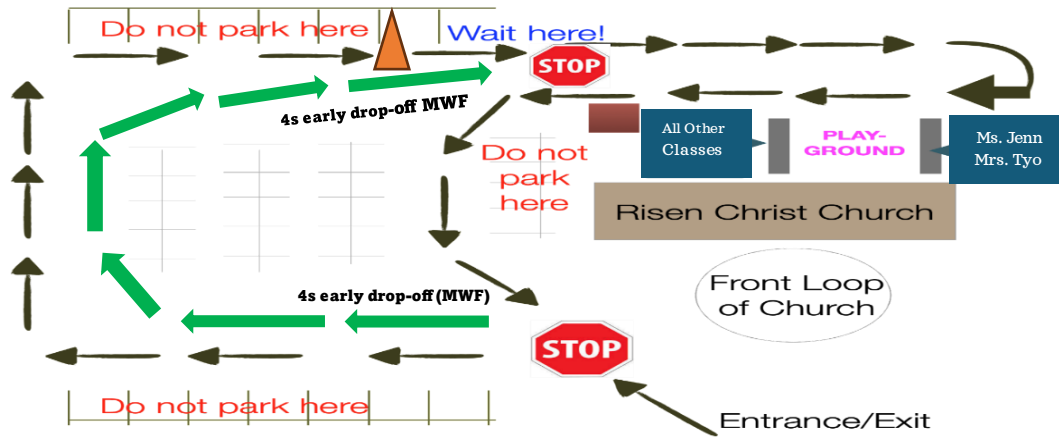 Do not park here
Wait here!
STOP
4s early drop-off MWF
All Other
Classes
PLAY-
GROUND
Ms. Jenn
Mrs. Tyo
Do not
park
here
Risen Christ Church
Front Loop
of Church
4s early drop-off (MWF)
STOP
Do not park here
Entrance/Exit